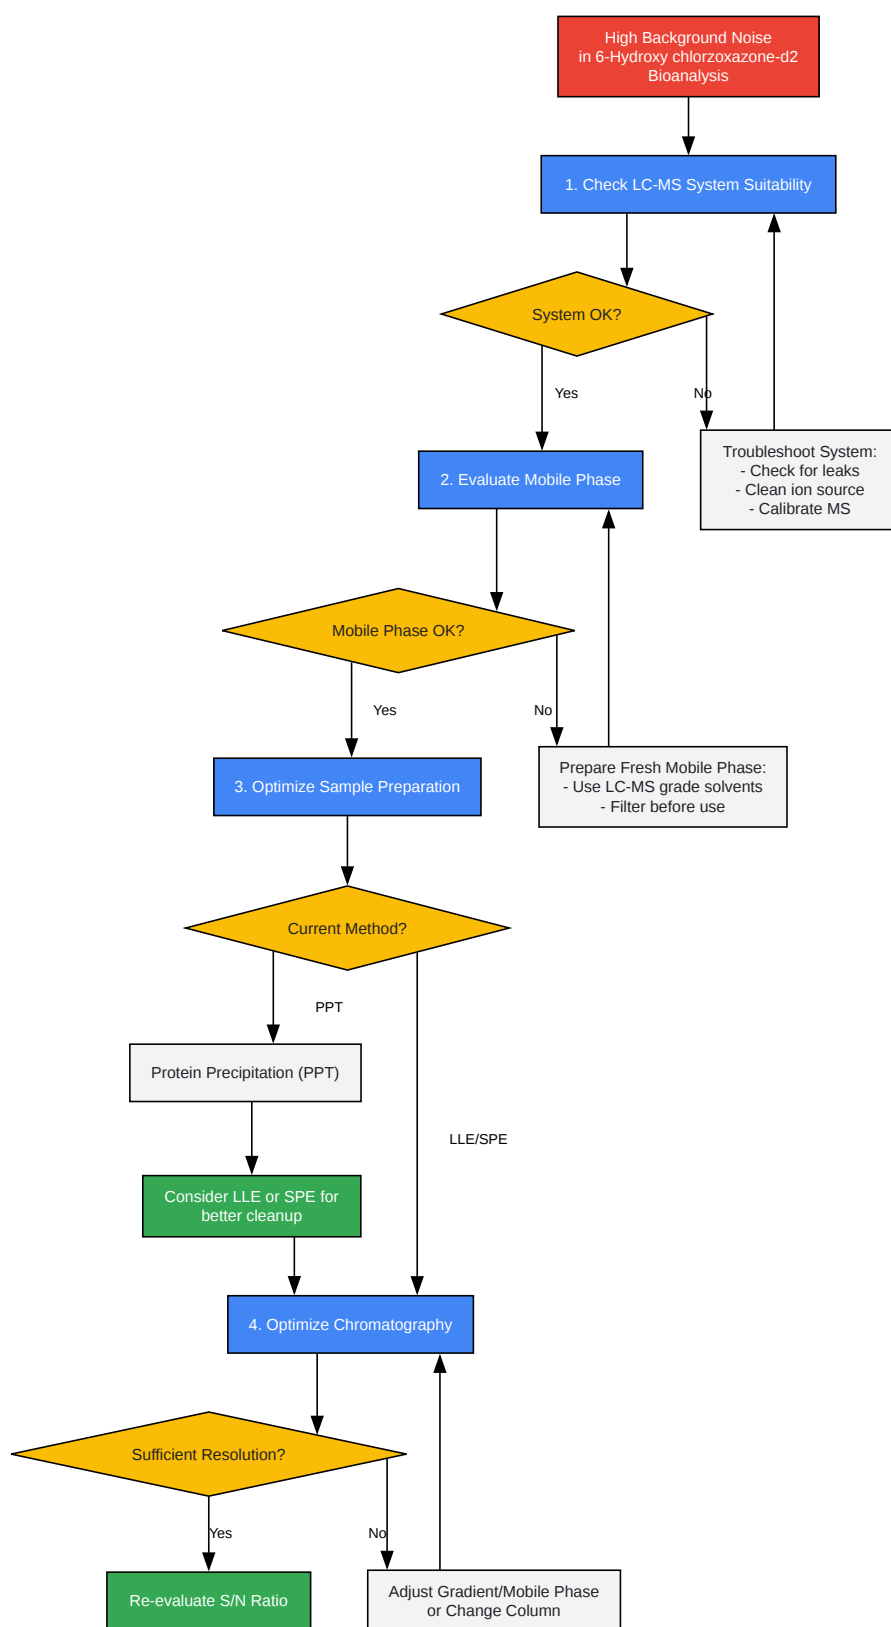 High Background Noise
in 6-Hydroxy chlorzoxazone-d2
Bioanalysis
1. Check LC-MS System Suitability
System OK?
Yes
No
Troubleshoot System:
- Check for leaks
- Clean ion source
- Calibrate MS
2. Evaluate Mobile Phase
Mobile Phase OK?
Yes
No
Prepare Fresh Mobile Phase:
- Use LC-MS grade solvents
- Filter before use
3. Optimize Sample Preparation
Current Method?
PPT
Protein Precipitation (PPT)
LLE/SPE
Consider LLE or SPE for
better cleanup
4. Optimize Chromatography
Sufficient Resolution?
Yes
No
Re-evaluate S/N Ratio
Adjust Gradient/Mobile Phase
or Change Column